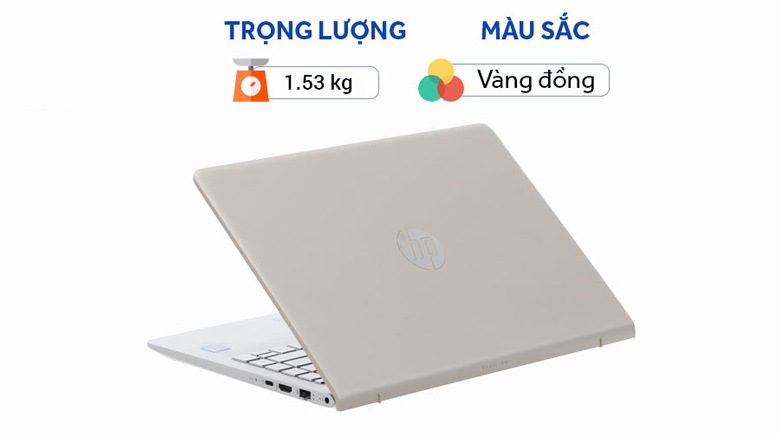 TRỌNG LƯỢNG
MÀU SẮC
1.53 kg
Vàng đồng
hp